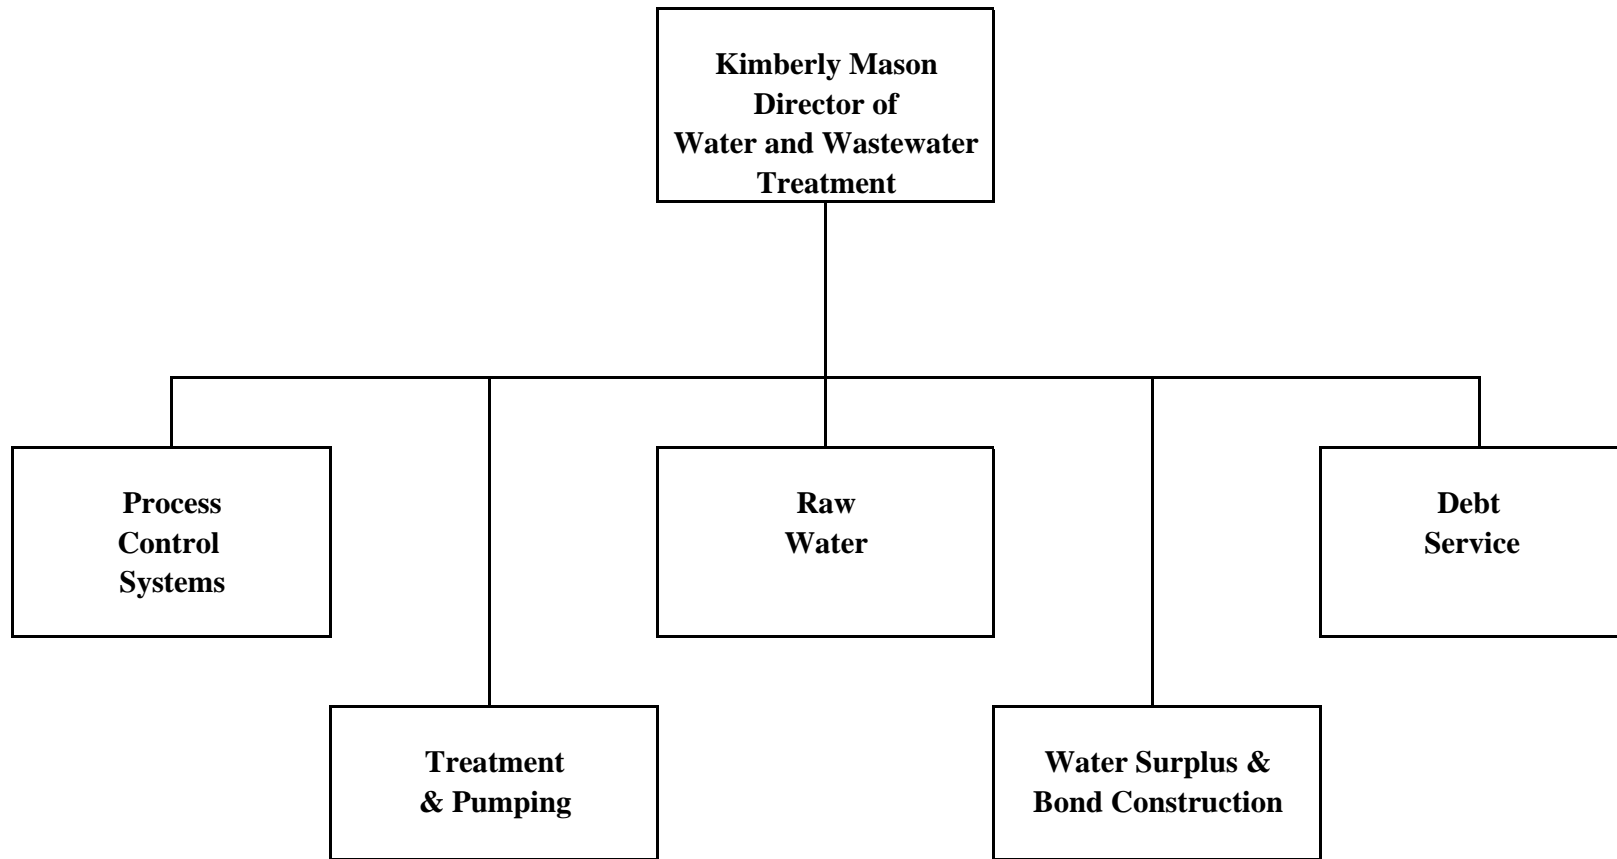 Kimberly Mason
Director of
Water and Wastewater
Treatment
Process
Control
Systems
Raw
Water
Debt
Service
Treatment
& Pumping
Water Surplus &
Bond Construction